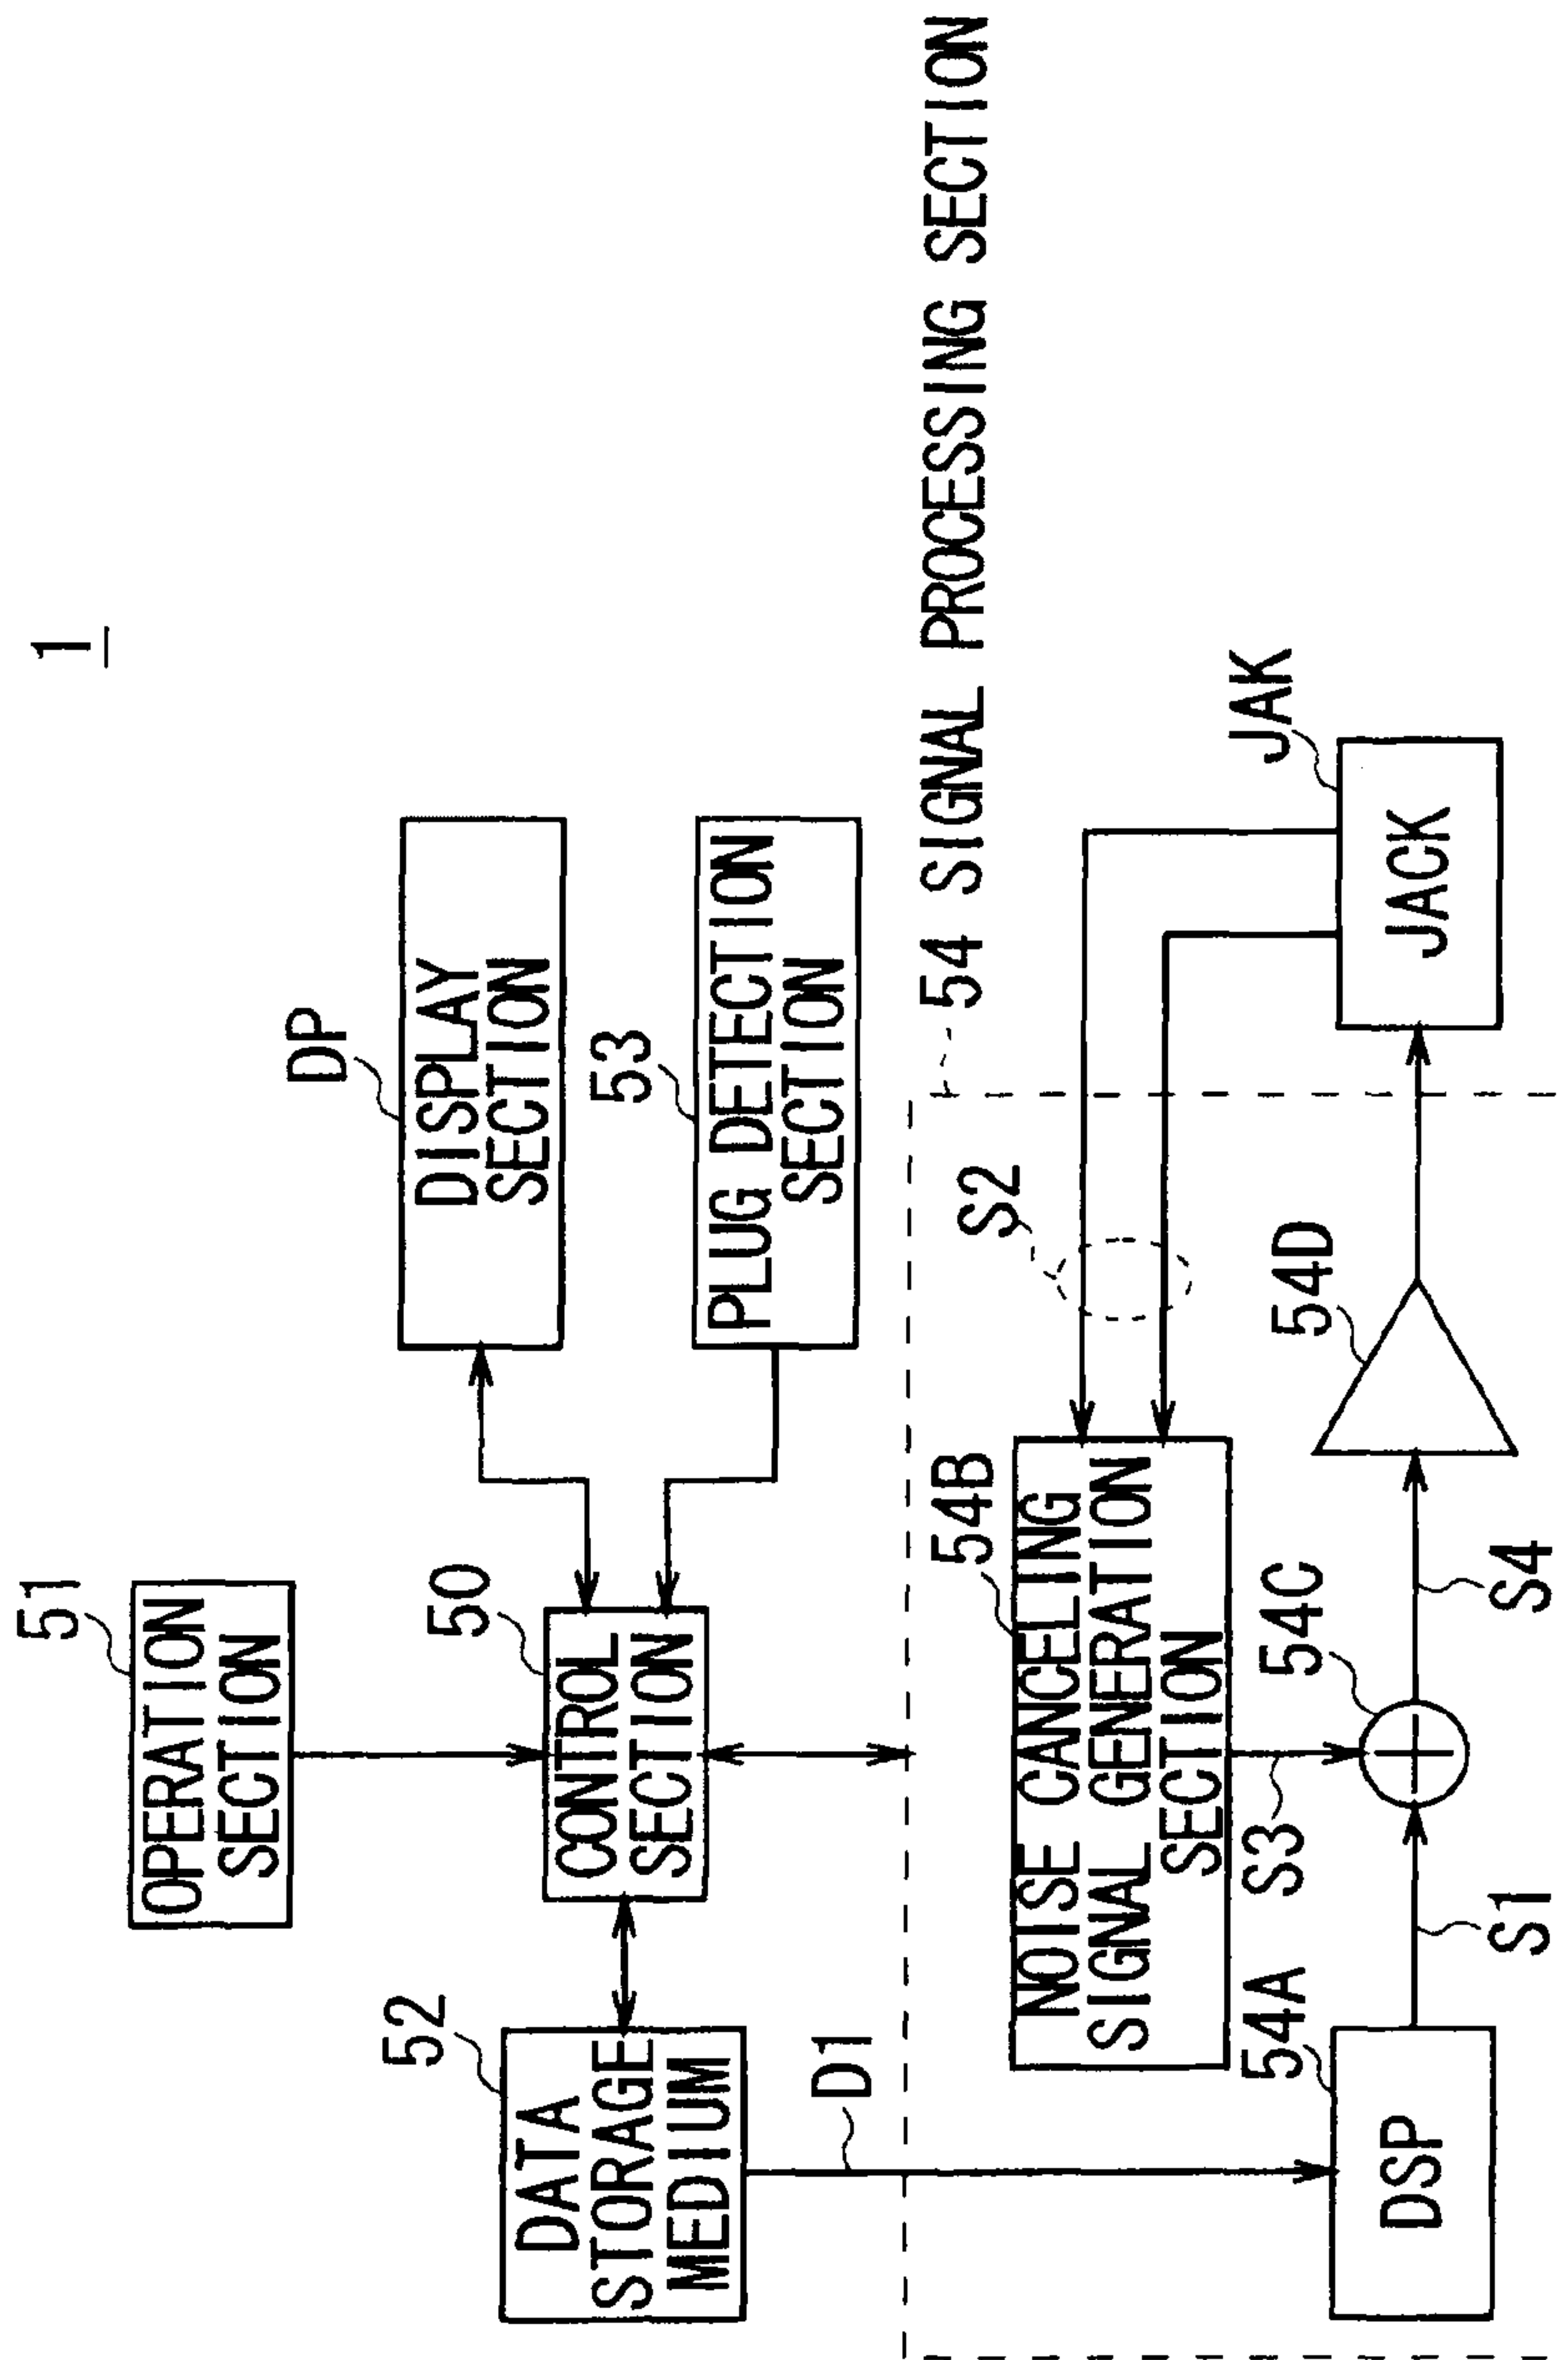 1
51
OPERATION
SECTION
DP
DISPLAY
SECTION
52
DATA
STORAGE
MEDIUM
50
CONTROL
SECTION
53
PLUG DETECTION
SECTION
D1
54 SIGNAL PROCESSING SECTION
54B
NOISE CANCELING
SIGNAL GENERATION
SECTION
S2
54A
DSP
S3
54C
54D
JAK
JACK
S1
S4